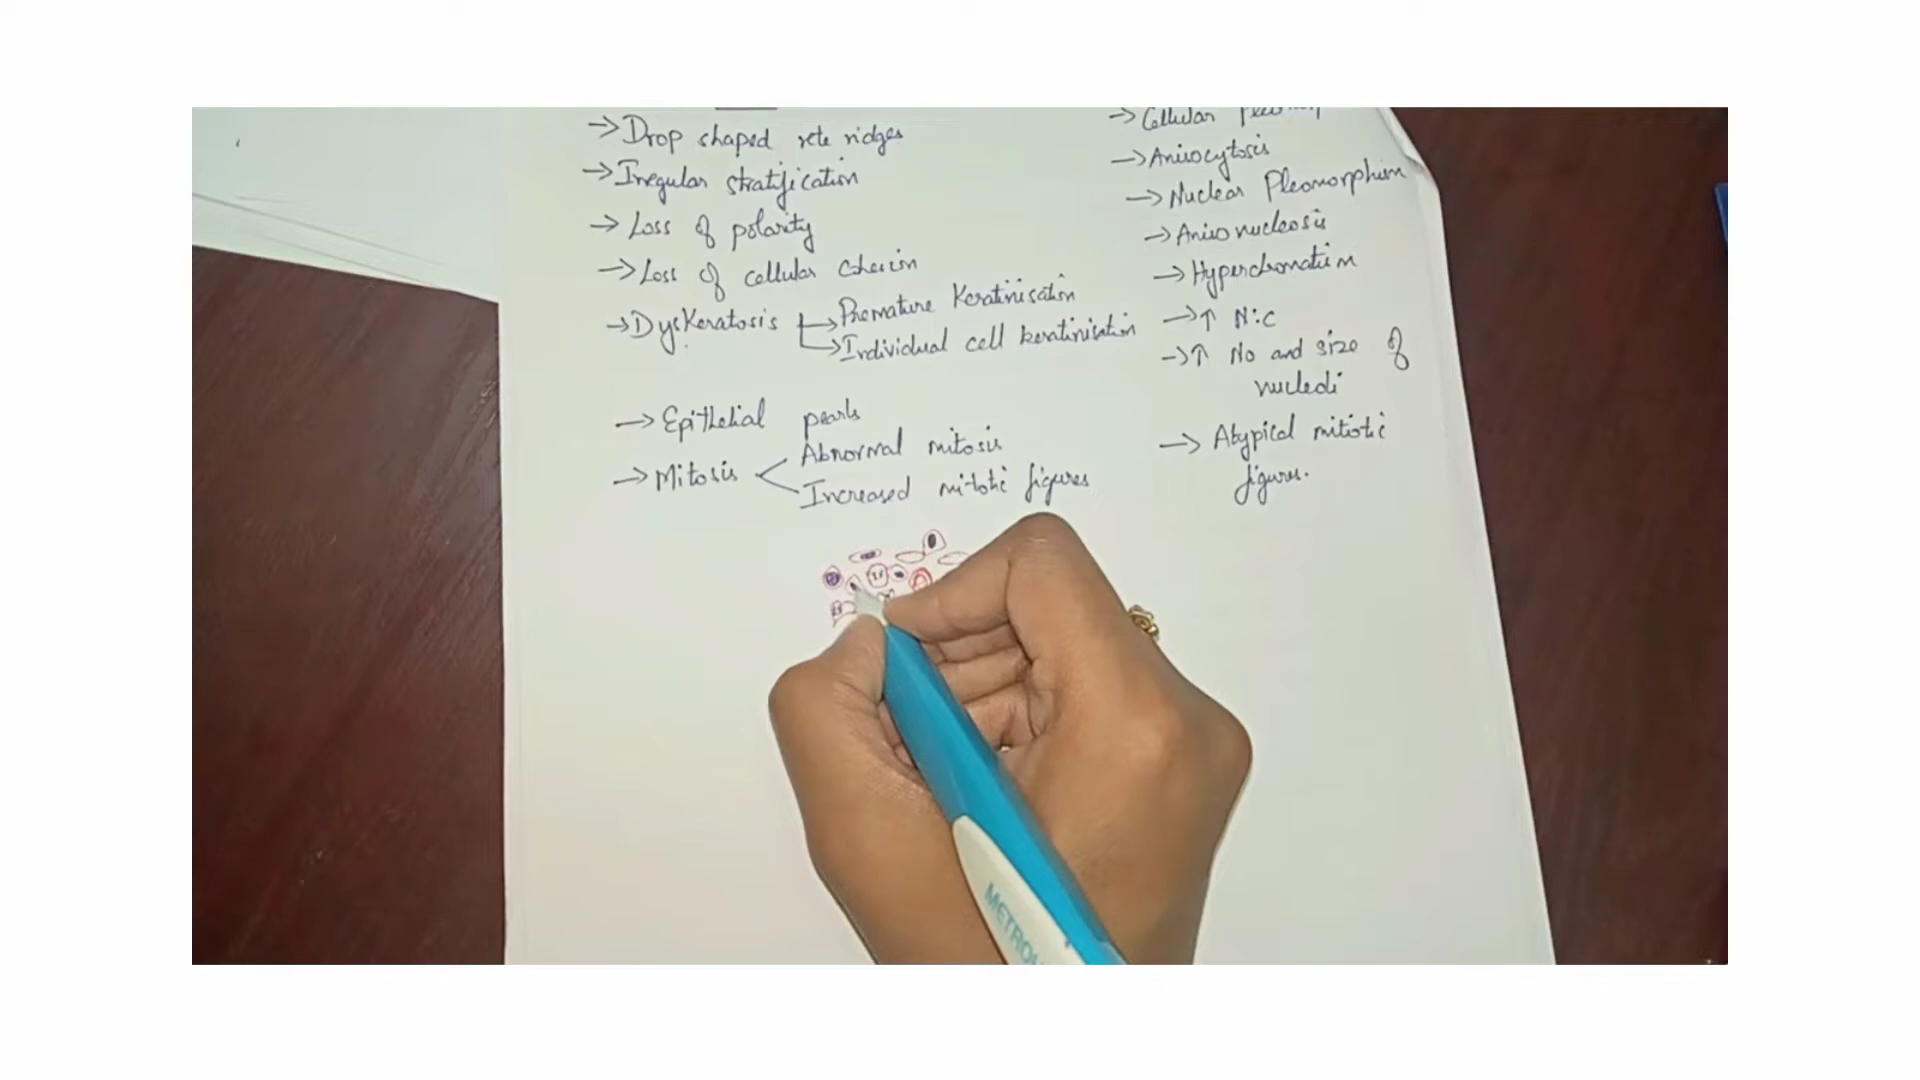 → Drop shaped rete ridges
→ Irregular stratification
→ Loss of polarity
→ Loss of cellular cohesion
→ Dyskeratosis → Premature Keratinisation
→ Individual cell keratinisation
→ Epithelial pearls
→ Mitosis < Abnormal mitosis
Increased mitotic figures
→ Cellular
→ Anisocytosis
→ Nuclear Pleomorphism
→ Anisonucleosis
→ Hyperchromatism
→ ↑ N:C
→ ↑ No and size of
nucleoli
→ Atypical mitotic
figures.
METRO